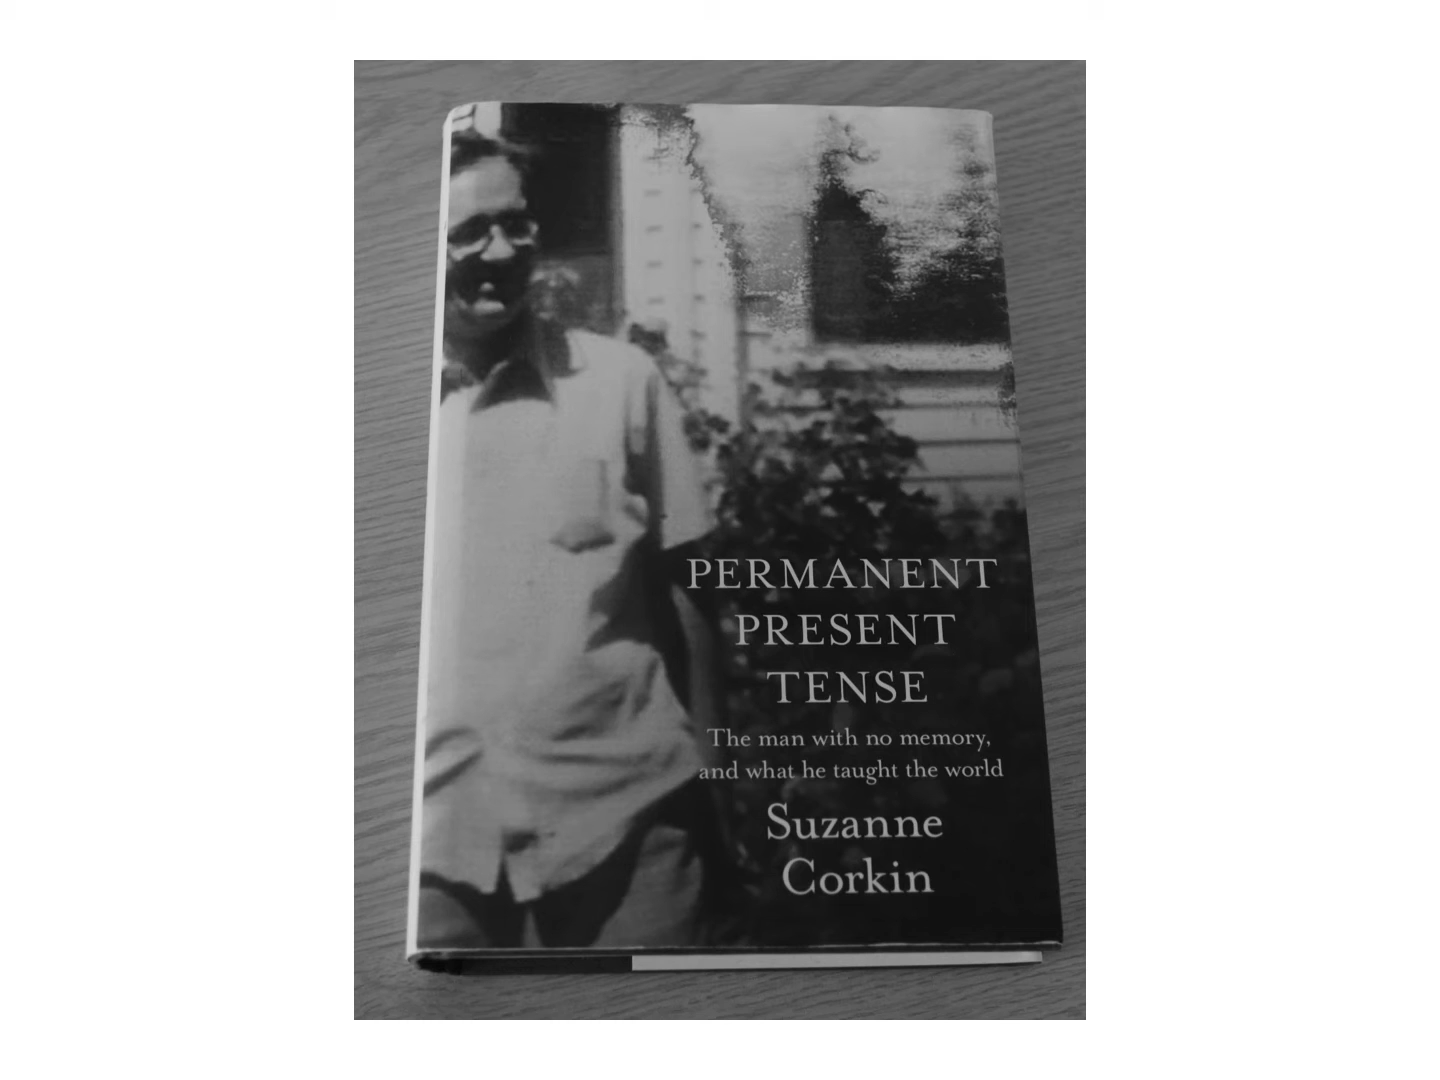 PERMANENT
PRESENT
TENSE
The man with no memory,
and what he taught the world
Suzanne
Corkin